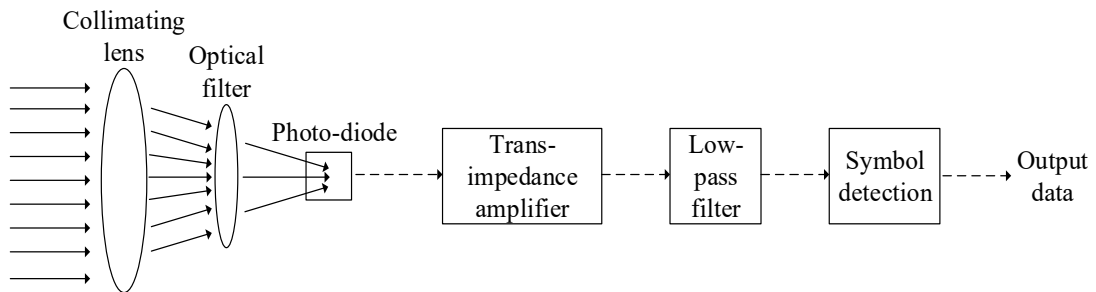 Collimating
lens
Optical
filter
Photo-diode
Trans-
impedance
amplifier
Low-
pass
filter
Symbol
detection
Output
data